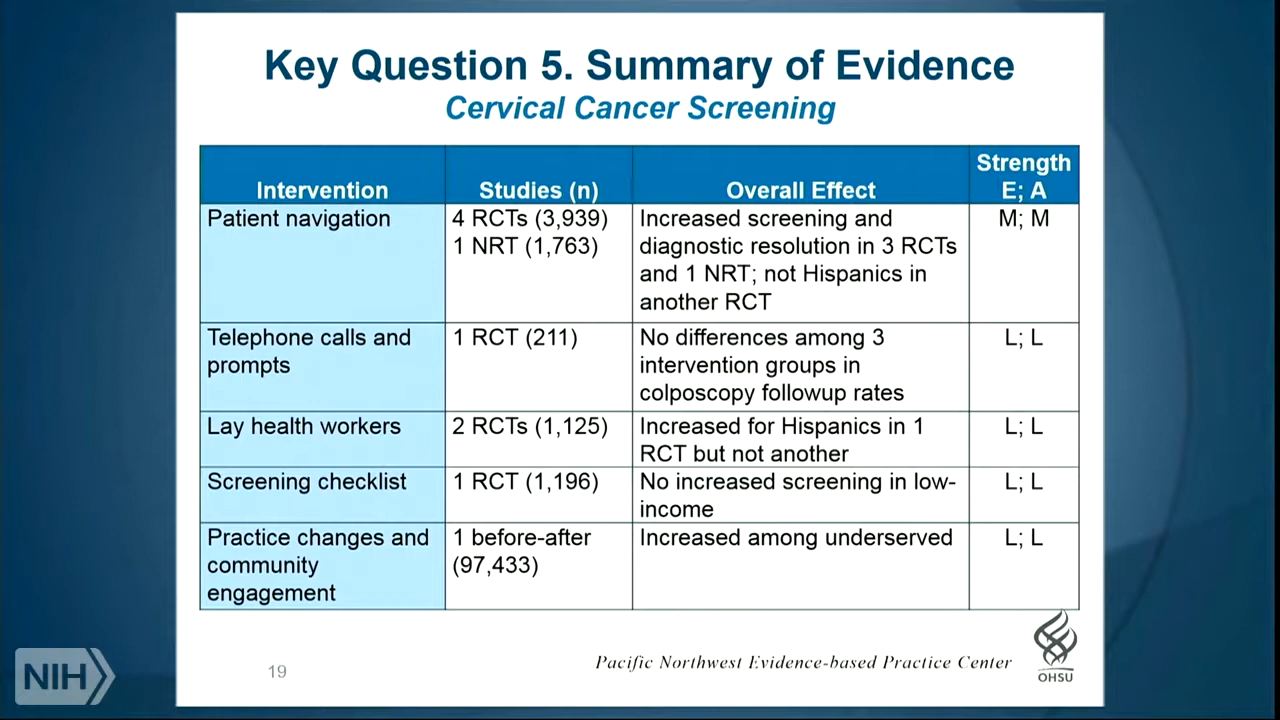 Key Question 5. Summary of Evidence
Cervical Cancer Screening
Intervention
Studies (n)
Overall Effect
Strength
E; A
Patient navigation
4 RCTs (3,939)
1 NRT (1,763)
Increased screening and
diagnostic resolution in 3 RCTs
and 1 NRT; not Hispanics in
another RCT
M; M
Telephone calls and
prompts
1 RCT (211)
No differences among 3
intervention groups in
colposcopy followup rates
L; L
Lay health workers
2 RCTs (1,125)
Increased for Hispanics in 1
RCT but not another
L; L
Screening checklist
1 RCT (1,196)
No increased screening in low-
income
L; L
Practice changes and
community
engagement
1 before-after
(97,433)
Increased among underserved
L; L
NIH
19
Pacific Northwest Evidence-based Practice Center
OHSU